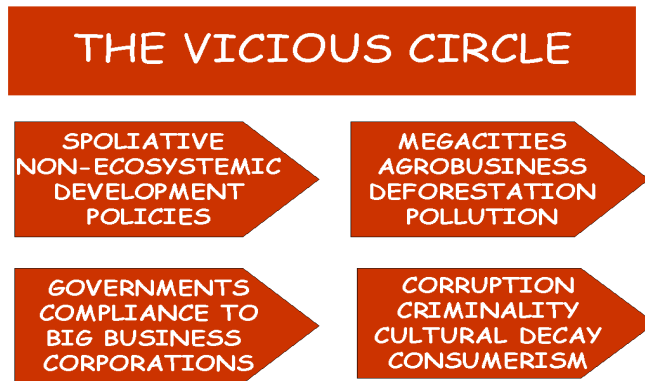 THE VICIOUS CIRCLE
SPOLIATIVE
NON-ECOSYSTEMIC
DEVELOPMENT
POLICIES
MEGACITIES
AGROBUSINESS
DEFORESTATION
POLLUTION
GOVERNMENTS
COMPLIANCE TO
BIG BUSINESS
CORPORATIONS
CORRUPTION
CRIMINALITY
CULTURAL DECAY
CONSUMERISM